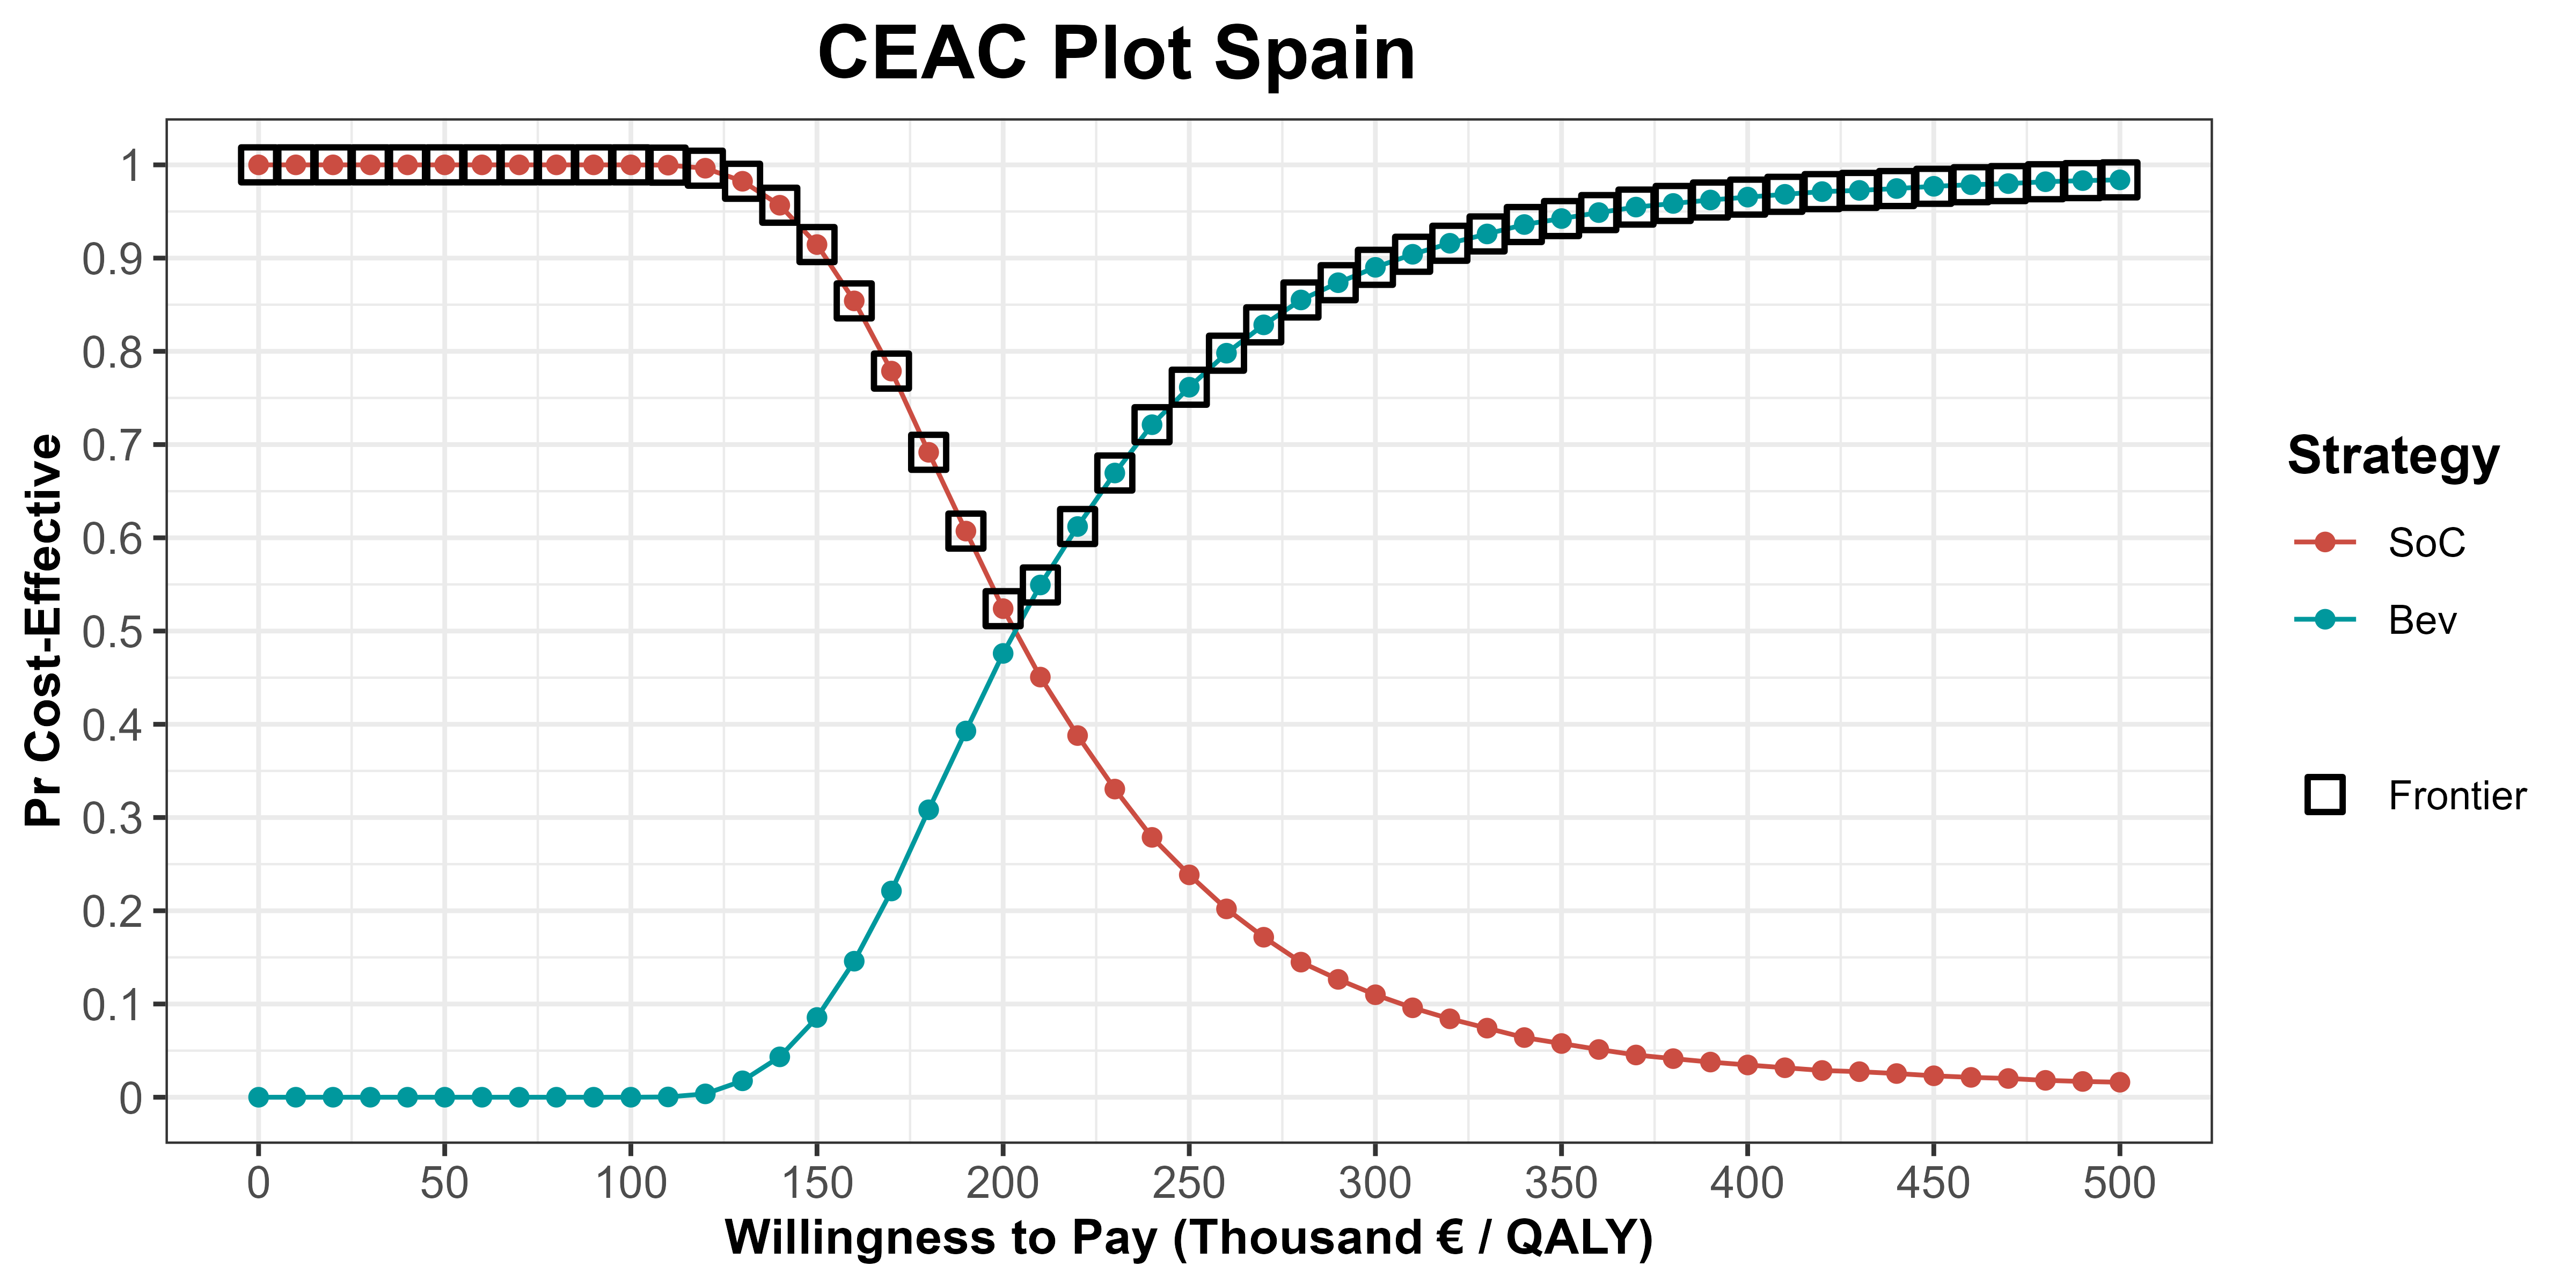 CEAC Plot Spain
Pr Cost-Effective
1
0.9
0.8
0.7
0.6
0.5
0.4
0.3
0.2
0.1
0
0 50 100 150 200 250 300 350 400 450 500
Willingness to Pay (Thousand € / QALY)
Strategy
SoC
Bev
Frontier